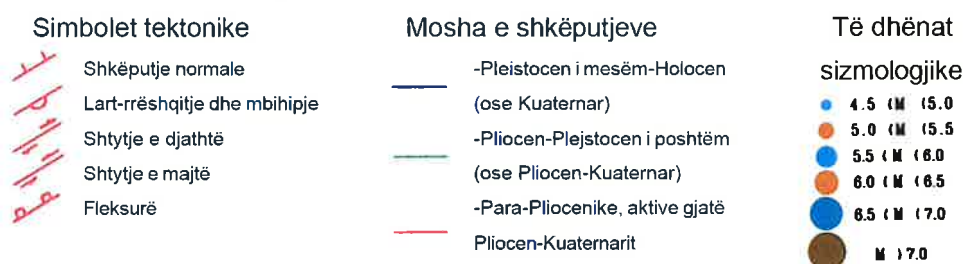 Simbolet tektonike
Shkëputje normale
Lart-rrëshqitje dhe mbihipje
Shtytje e djathtë
Shtytje e majtë
Fleksurë
Mosha e shkëputjeve
-Pleistocen i mesëm-Holocen
(ose Kuaternar)
-Pliocen-Plejstocen i poshtëm
(ose Pliocen-Kuaternar)
-Para-Pliocenike, aktive gjatë
Pliocen-Kuaternarit
Të dhënat
sizmologjike
4.5 ⟨M ⟨5.0
5.0 ⟨M ⟨5.5
5.5 ⟨ M ⟨6.0
6.0 ⟨ M ⟨6.5
6.5 ⟨ M ⟨7.0
M ⟩7.0